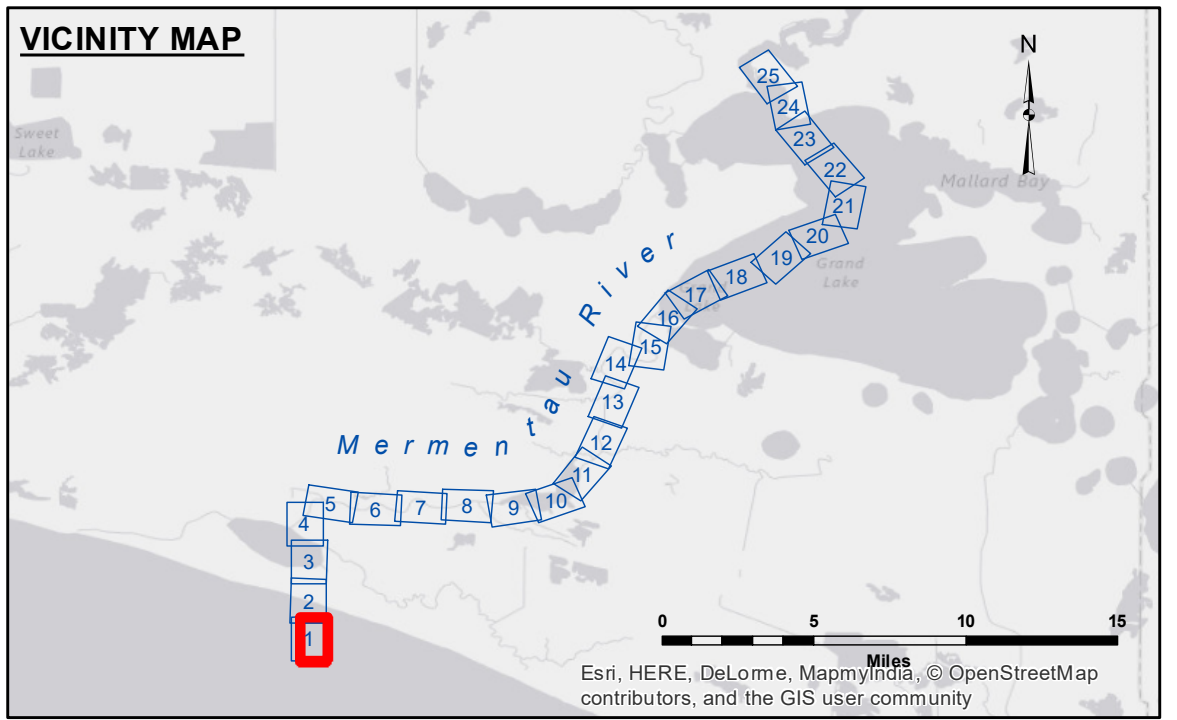 VICINITY MAP
N
Sweet
Lake
Mallard Bay
Grand
Lake
Lake
Mermentau River
25
24
23
22
21
20
19
18
17
16
15
14
13
12
11
10
9
8
7
6
5
4
3
2
1
0 5 10 15
Miles
Esri, HERE, DeLorme, MapmyIndia, © OpenStreetMap
contributors, and the GIS user community